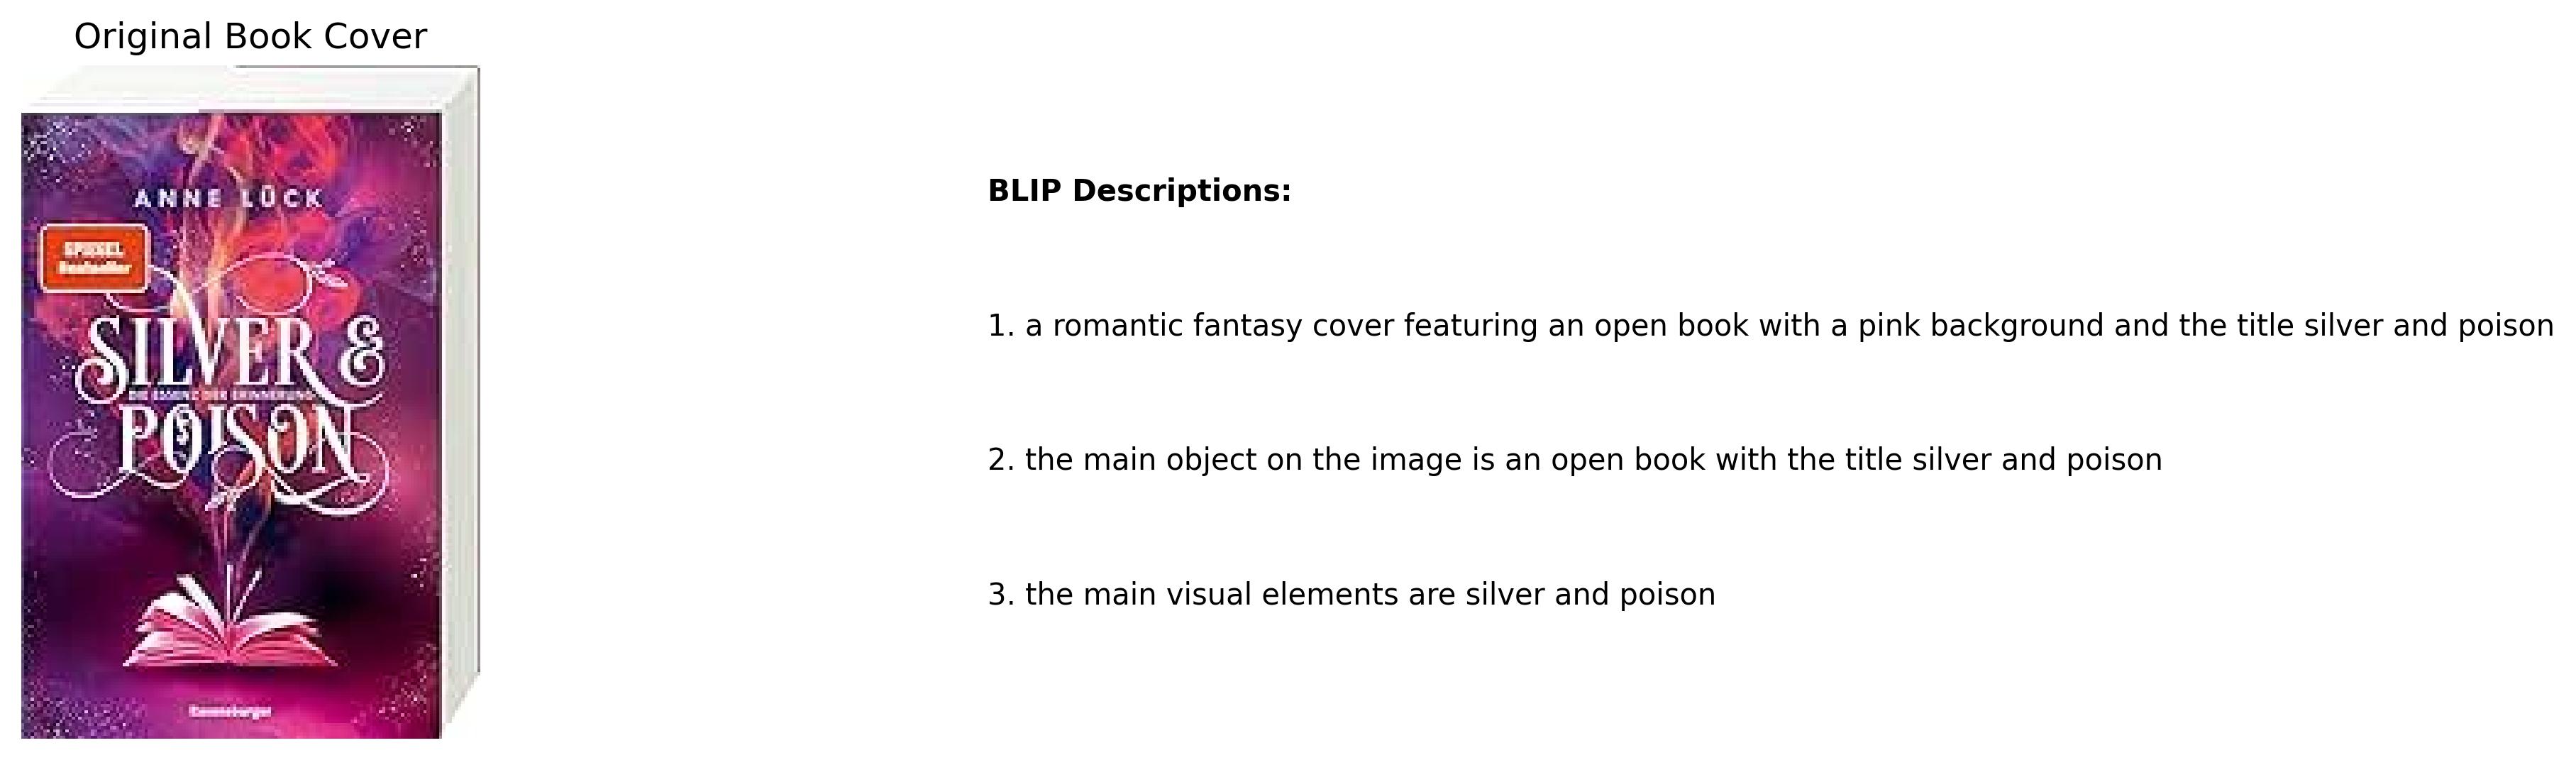 Original Book Cover
ANNE LÜCK
SPIEGEL
Bestseller
SILVER &
DIE ESSENZ DER ERINNERUNG
POISON
Ravensburger
BLIP Descriptions:
1. a romantic fantasy cover featuring an open book with a pink background and the title silver and poison
2. the main object on the image is an open book with the title silver and poison
3. the main visual elements are silver and poison